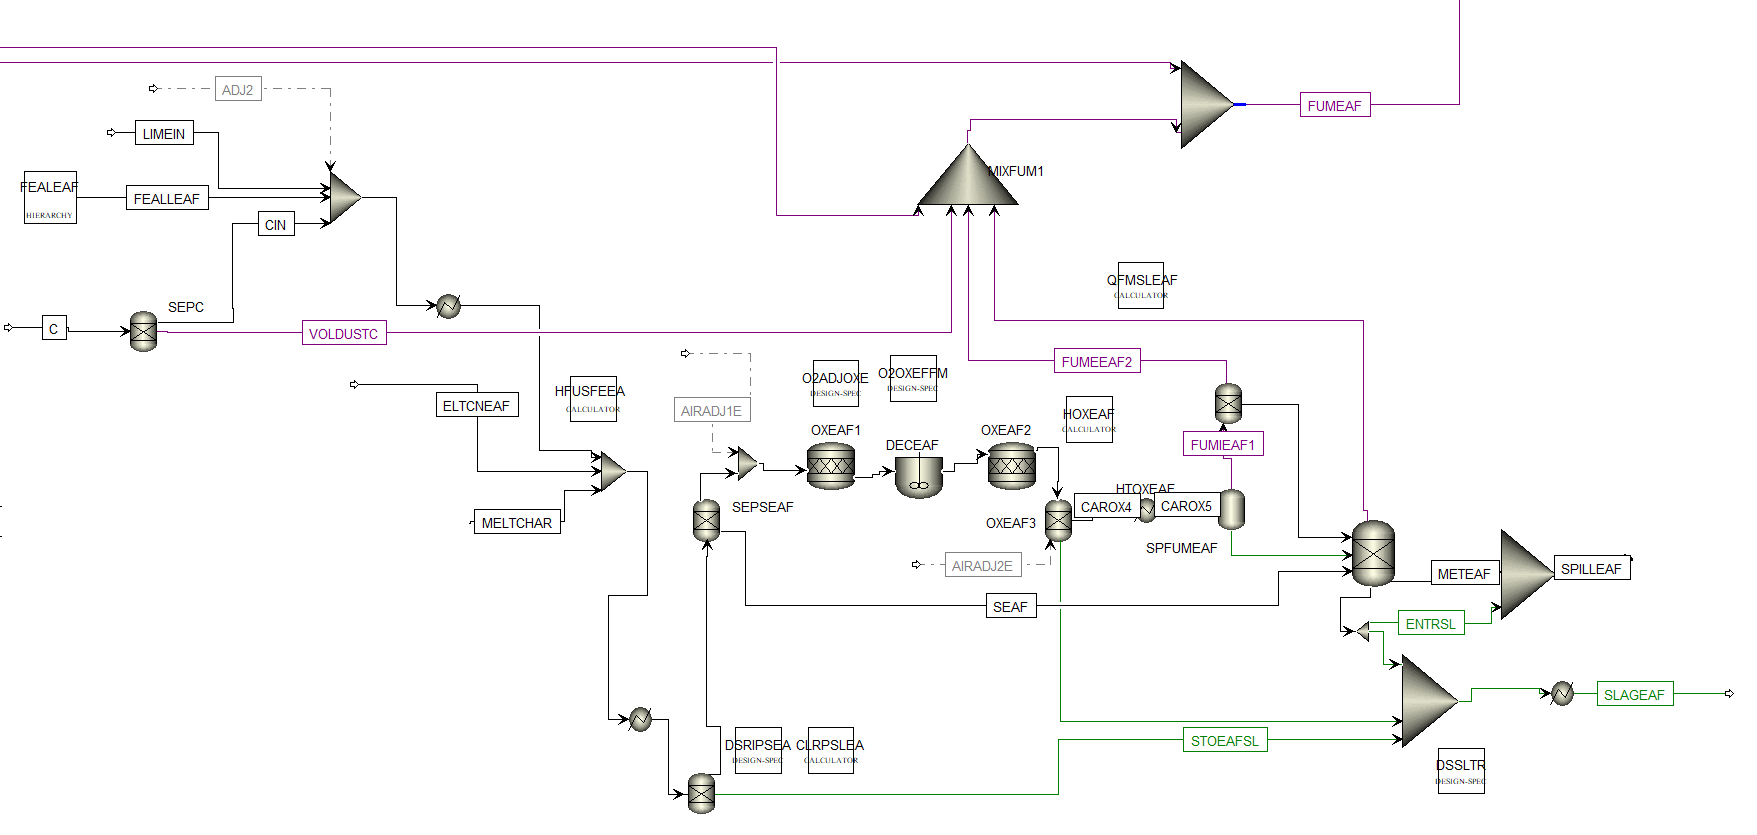 ADJ2
FUMEAF
LIMEIN
MIXFUM1
FEALEAF
HIERARCHY
FEALLEAF
CIN
QFMSLEAF
CALCULATOR
SEPC
C
VOLDUSTC
FUMEEAF2
O2ADJOXE
DESIGN-SPEC
O2OXEFFM
DESIGN-SPEC
HFUSFEEA
CALCULATOR
ELTCNEAF
AIRADJ1E
HOXEAF
CALCULATOR
OXEAF1
DECEAF
OXEAF2
FUMIEAF1
HTOXEAF
SEPSEAF
CAROX4
CAROX5
MELTCHAR
OXEAF3
SPFUMEAF
AIRADJ2E
METEAF
SPILLEAF
SEAF
ENTRSL
SLAGEAF
DSRIPSEA
DESIGN-SPEC
CLRPSLEA
CALCULATOR
STOEAFSL
DSSLTR
DESIGN-SPEC